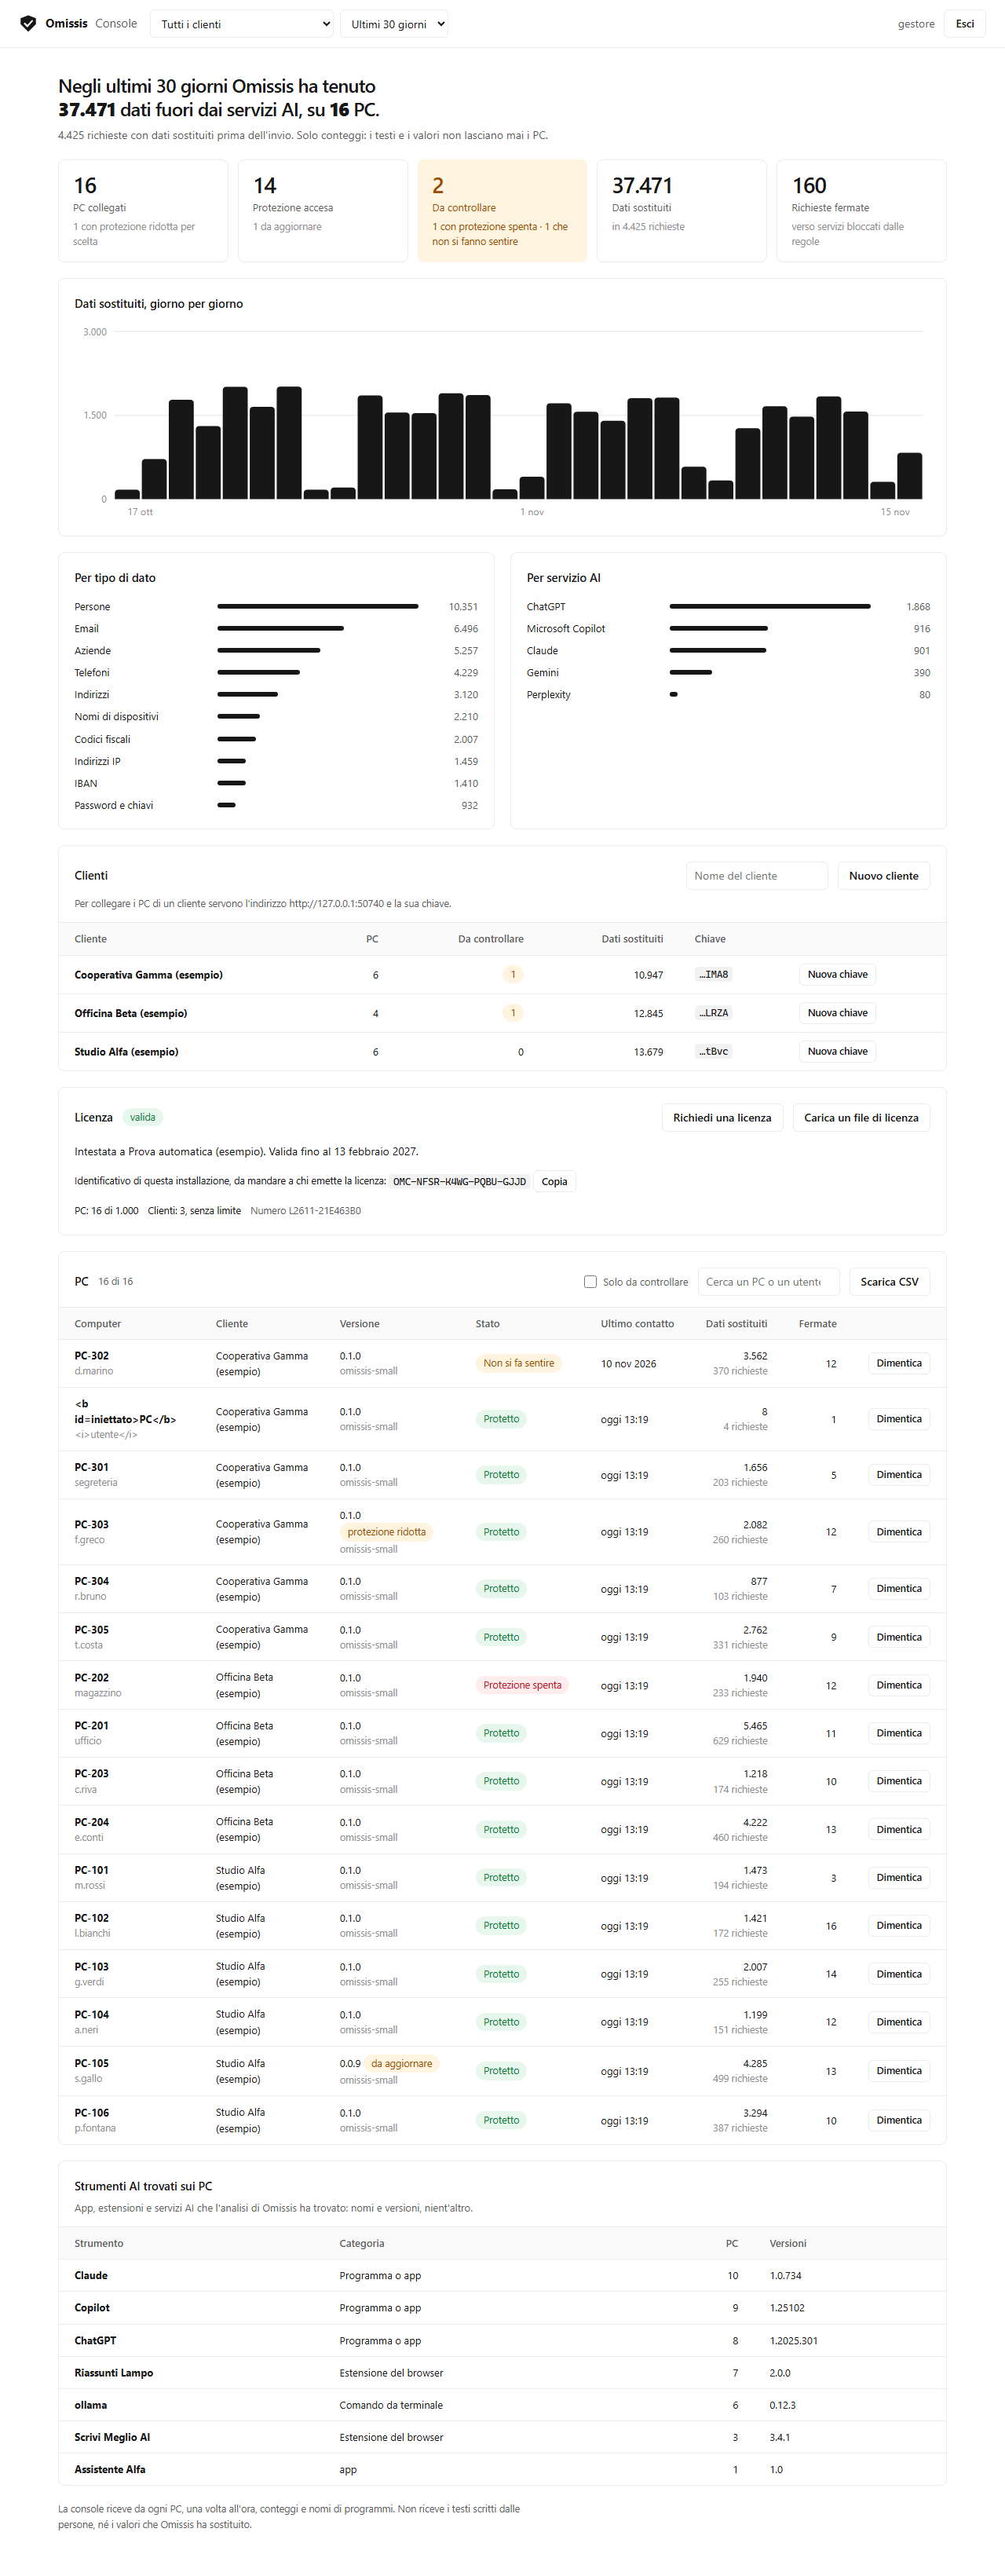 Omissis Console Tutti i clienti Ultimi 30 giorni gestore Esci
Negli ultimi 30 giorni Omissis ha tenuto
37.471 dati fuori dai servizi AI, su 16 PC.
4.425 richieste con dati sostituiti prima dell'invio. Solo conteggi: i testi e i valori non lasciano mai i PC.
16
PC collegati
1 con protezione ridotta per
scelta
14
Protezione accesa
1 da aggiornare
2
Da controllare
1 con protezione spenta · 1 che
non si fanno sentire
37.471
Dati sostituiti
in 4.425 richieste
160
Richieste fermate
verso servizi bloccati dalle
regole
Dati sostituiti, giorno per giorno
3.000
1.500
0
17 ott 1 nov 15 nov
Per tipo di dato
Persone 10.351
Email 6.496
Aziende 5.257
Telefoni 4.229
Indirizzi 3.120
Nomi di dispositivi 2.210
Codici fiscali 2.007
Indirizzi IP 1.459
IBAN 1.410
Password e chiavi 932
Per servizio AI
ChatGPT 1.868
Microsoft Copilot 916
Claude 901
Gemini 390
Perplexity 80
Clienti Nome del cliente Nuovo cliente
Per collegare i PC di un cliente servono l'indirizzo http://127.0.0.1:50740 e la sua chiave.
Cliente PC Da controllare Dati sostituiti Chiave
Cooperativa Gamma (esempio) 6 1 10.947 …IMA8 Nuova chiave
Officina Beta (esempio) 4 1 12.845 …LRZA Nuova chiave
Studio Alfa (esempio) 6 0 13.679 …tBvc Nuova chiave
Licenza valida Richiedi una licenza Carica un file di licenza
Intestata a Prova automatica (esempio). Valida fino al 13 febbraio 2027.
Identificativo di questa installazione, da mandare a chi emette la licenza: OMC-NFSR-K4WG-PQBU-GJJD Copia
PC: 16 di 1.000 Clienti: 3, senza limite Numero L2611-21E463B0
PC 16 di 16 Solo da controllare Cerca un PC o un utente Scarica CSV
Computer Cliente Versione Stato Ultimo contatto Dati sostituiti Fermate
PC-302 Cooperativa Gamma 0.1.0 Non si fa sentire 10 nov 2026 3.562 12 Dimentica
d.marino (esempio) omissis-small 370 richieste
<b
id=iniettato>PC</b> Cooperativa Gamma 0.1.0 Protetto oggi 13:19 8 1 Dimentica
<i>utente</i> (esempio) omissis-small 4 richieste
PC-301 Cooperativa Gamma 0.1.0 Protetto oggi 13:19 1.656 5 Dimentica
segreteria (esempio) omissis-small 203 richieste
PC-303 Cooperativa Gamma 0.1.0 protezione ridotta Protetto oggi 13:19 2.082 12 Dimentica
f.greco (esempio) omissis-small 260 richieste
PC-304 Cooperativa Gamma 0.1.0 Protetto oggi 13:19 877 7 Dimentica
r.bruno (esempio) omissis-small 103 richieste
PC-305 Cooperativa Gamma 0.1.0 Protetto oggi 13:19 2.762 9 Dimentica
t.costa (esempio) omissis-small 331 richieste
PC-202 Officina Beta 0.1.0 Protezione spenta oggi 13:19 1.940 12 Dimentica
magazzino (esempio) omissis-small 233 richieste
PC-201 Officina Beta 0.1.0 Protetto oggi 13:19 5.465 11 Dimentica
ufficio (esempio) omissis-small 629 richieste
PC-203 Officina Beta 0.1.0 Protetto oggi 13:19 1.218 10 Dimentica
c.riva (esempio) omissis-small 174 richieste
PC-204 Officina Beta 0.1.0 Protetto oggi 13:19 4.222 13 Dimentica
e.conti (esempio) omissis-small 460 richieste
PC-101 Studio Alfa 0.1.0 Protetto oggi 13:19 1.473 3 Dimentica
m.rossi (esempio) omissis-small 194 richieste
PC-102 Studio Alfa 0.1.0 Protetto oggi 13:19 1.421 16 Dimentica
l.bianchi (esempio) omissis-small 172 richieste
PC-103 Studio Alfa 0.1.0 Protetto oggi 13:19 2.007 14 Dimentica
g.verdi (esempio) omissis-small 255 richieste
PC-104 Studio Alfa 0.1.0 Protetto oggi 13:19 1.199 12 Dimentica
a.neri (esempio) omissis-small 151 richieste
PC-105 Studio Alfa 0.0.9 da aggiornare Protetto oggi 13:19 4.285 13 Dimentica
s.gallo (esempio) omissis-small 499 richieste
PC-106 Studio Alfa 0.1.0 Protetto oggi 13:19 3.294 10 Dimentica
p.fontana (esempio) omissis-small 387 richieste
Strumenti AI trovati sui PC
App, estensioni e servizi AI che l'analisi di Omissis ha trovato: nomi e versioni, nient'altro.
Strumento Categoria PC Versioni
Claude Programma o app 10 1.0.734
Copilot Programma o app 9 1.25102
ChatGPT Programma o app 8 1.2025.301
Riassunti Lampo Estensione del browser 7 2.0.0
ollama Comando da terminale 6 0.12.3
Scrivi Meglio AI Estensione del browser 3 3.4.1
Assistente Alfa app 1 1.0
La console riceve da ogni PC, una volta all'ora, conteggi e nomi di programmi. Non riceve i testi scritti dalle
persone, né i valori che Omissis ha sostituito.